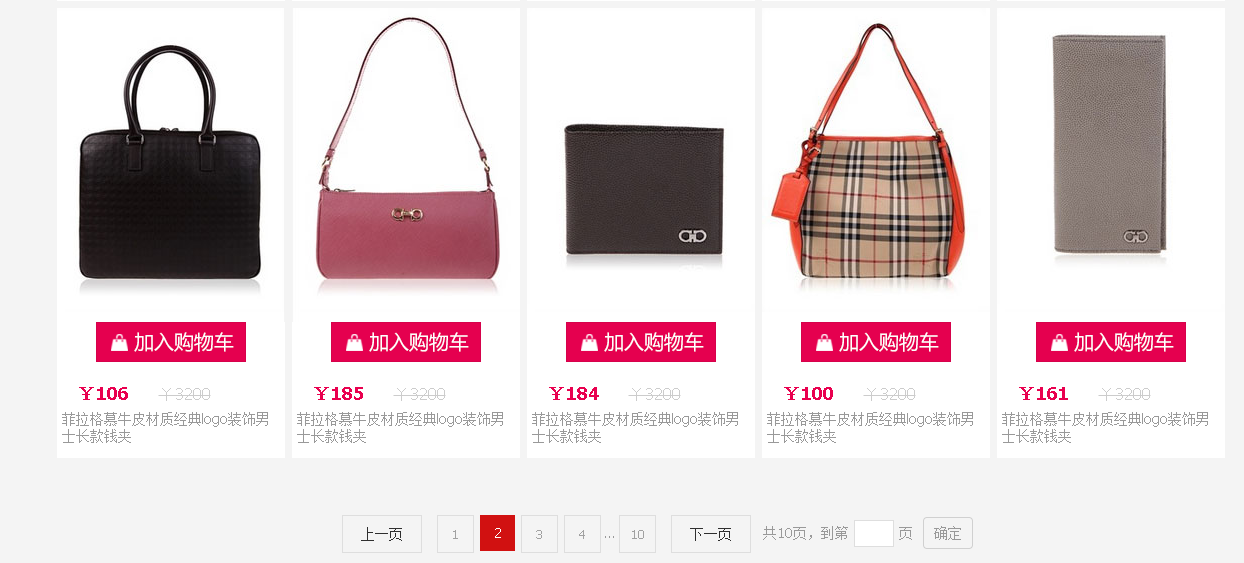 加入购物车 加入购物车 加入购物车 加入购物车 加入购物车
￥106 ￥3200 ￥185 ￥3200 ￥184 ￥3200 ￥100 ￥3200 ￥161 ￥3200
菲拉格慕牛皮材质经典logo装饰男 菲拉格慕牛皮材质经典logo装饰男 菲拉格慕牛皮材质经典logo装饰男 菲拉格慕牛皮材质经典logo装饰男 菲拉格慕牛皮材质经典logo装饰男
士长款钱夹 士长款钱夹 士长款钱夹 士长款钱夹 士长款钱夹
上一页 1 2 3 4 ... 10 下一页 共10页，到第 页 确定